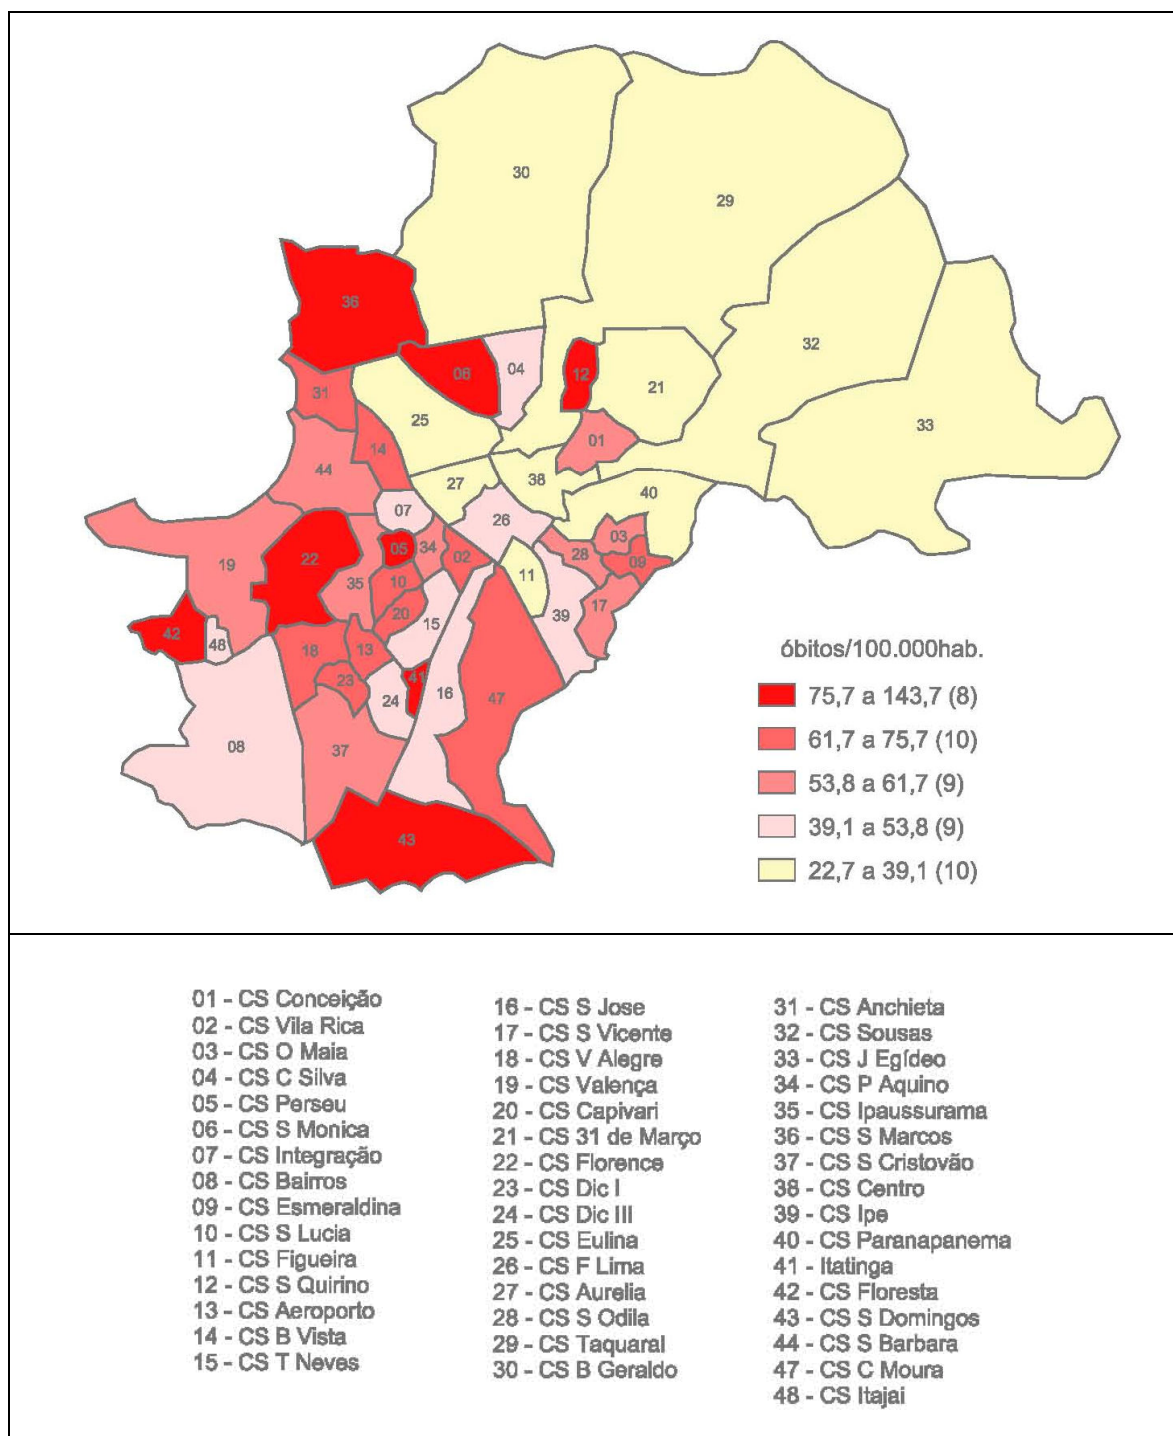 30
29
36
32
06
04
12
21
31
33
25
14
01
44
27
38
40
07
26
22
05
34
02
03
28
09
19
35
10
11
20
15
39
17
42
48
18
13
23
41
24
16
47
08
37
43
óbitos/100.000hab.
75,7 a 143,7 (8)
61,7 a 75,7 (10)
53,8 a 61,7 (9)
39,1 a 53,8 (9)
22,7 a 39,1 (10)
01 - CS Conceição
02 - CS Vila Rica
03 - CS O Maia
04 - CS C Silva
05 - CS Perseu
06 - CS S Monica
07 - CS Integração
08 - CS Bairros
09 - CS Esmeraldina
10 - CS S Lucia
11 - CS Figueira
12 - CS S Quirino
13 - CS Aeroporto
14 - CS B Vista
15 - CS T Neves
16 - CS S Jose
17 - CS S Vicente
18 - CS V Alegre
19 - CS Valença
20 - CS Capivari
21 - CS 31 de Março
22 - CS Florence
23 - CS Dic I
24 - CS Dic III
25 - CS Eulina
26 - CS F Lima
27 - CS Aurelia
28 - CS S Odila
29 - CS Taquaral
30 - CS B Geraldo
31 - CS Anchieta
32 - CS Sousas
33 - CS J Egídeo
34 - CS P Aquino
35 - CS Ipaussurama
36 - CS S Marcos
37 - CS S Cristovão
38 - CS Centro
39 - CS Ipe
40 - CS Paranapanema
41 - Itatinga
42 - CS Floresta
43 - CS S Domingos
44 - CS S Barbara
47 - CS C Moura
48 - CS Itajai